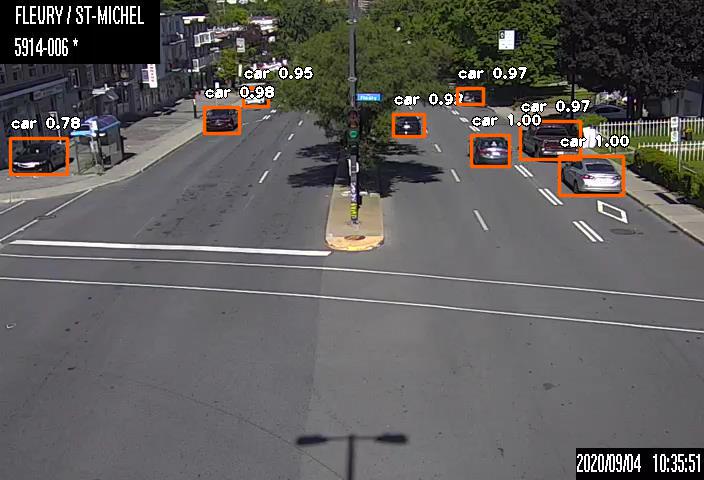 FLEURY / ST-MICHEL
5914-006 *
car 0.95
car 0.97
car 0.98
car 0.97
car 0.78
car 1.00
car 1.00
Fleury
2020/09/04 10:35:51